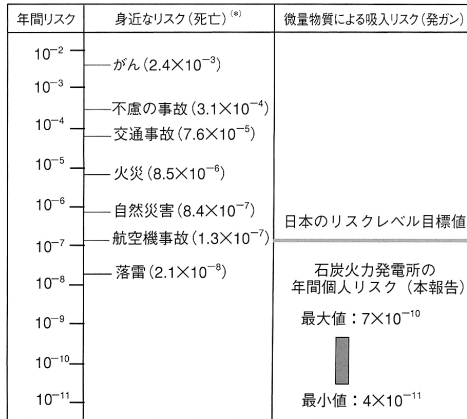 年間リスク 身近なリスク(死亡)(※) 微量物質による吸入リスク(発ガン)
10⁻²
がん(2.4×10⁻³)
10⁻³
不慮の事故(3.1×10⁻⁴)
10⁻⁴
交通事故(7.6×10⁻⁵)
10⁻⁵
火災(8.5×10⁻⁶)
10⁻⁶
自然災害(8.4×10⁻⁷)
日本のリスクレベル目標値
10⁻⁷
航空機事故(1.3×10⁻⁷)
落雷(2.1×10⁻⁸)
10⁻⁸
石炭火力発電所の
年間個人リスク(本報告)
10⁻⁹
最大値:7×10⁻¹⁰
10⁻¹⁰
10⁻¹¹
最小値:4×10⁻¹¹